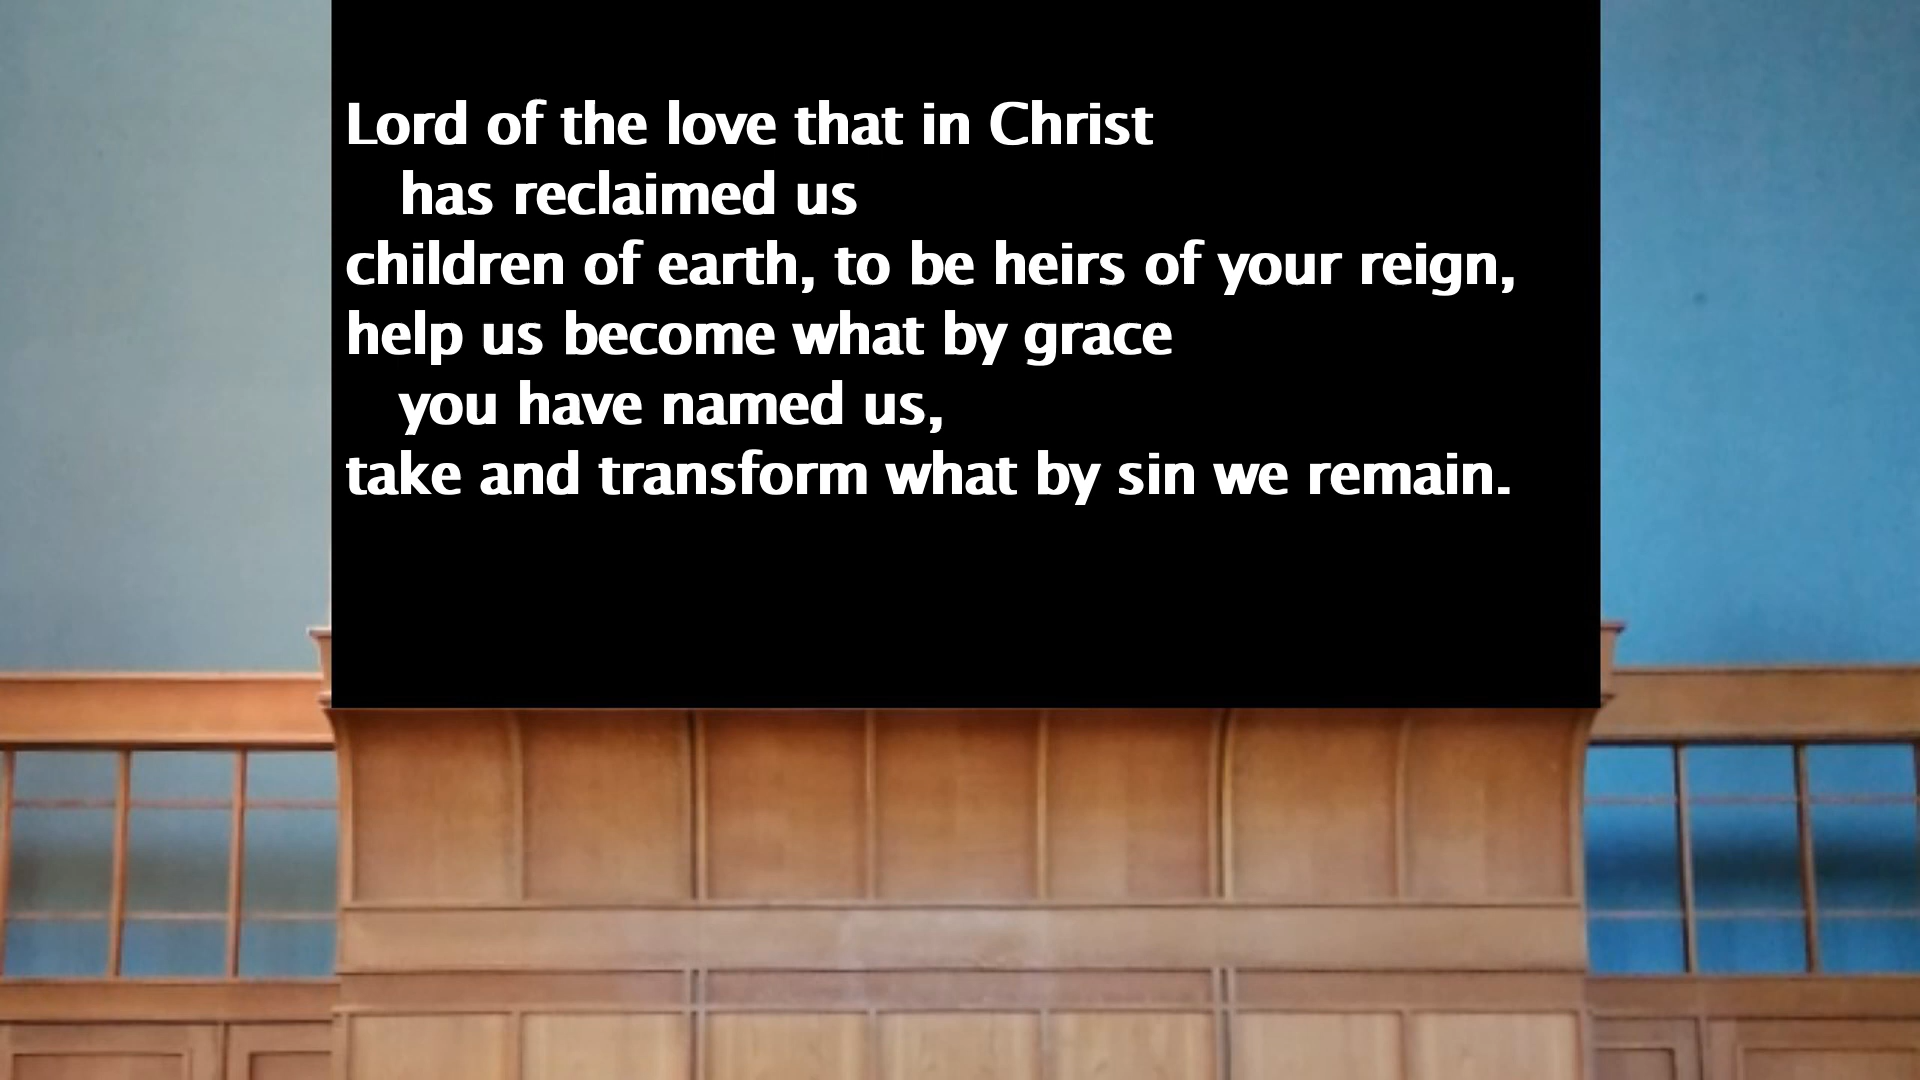 Lord of the love that in Christ
has reclaimed us
children of earth, to be heirs of your reign,
help us become what by grace
you have named us,
take and transform what by sin we remain.